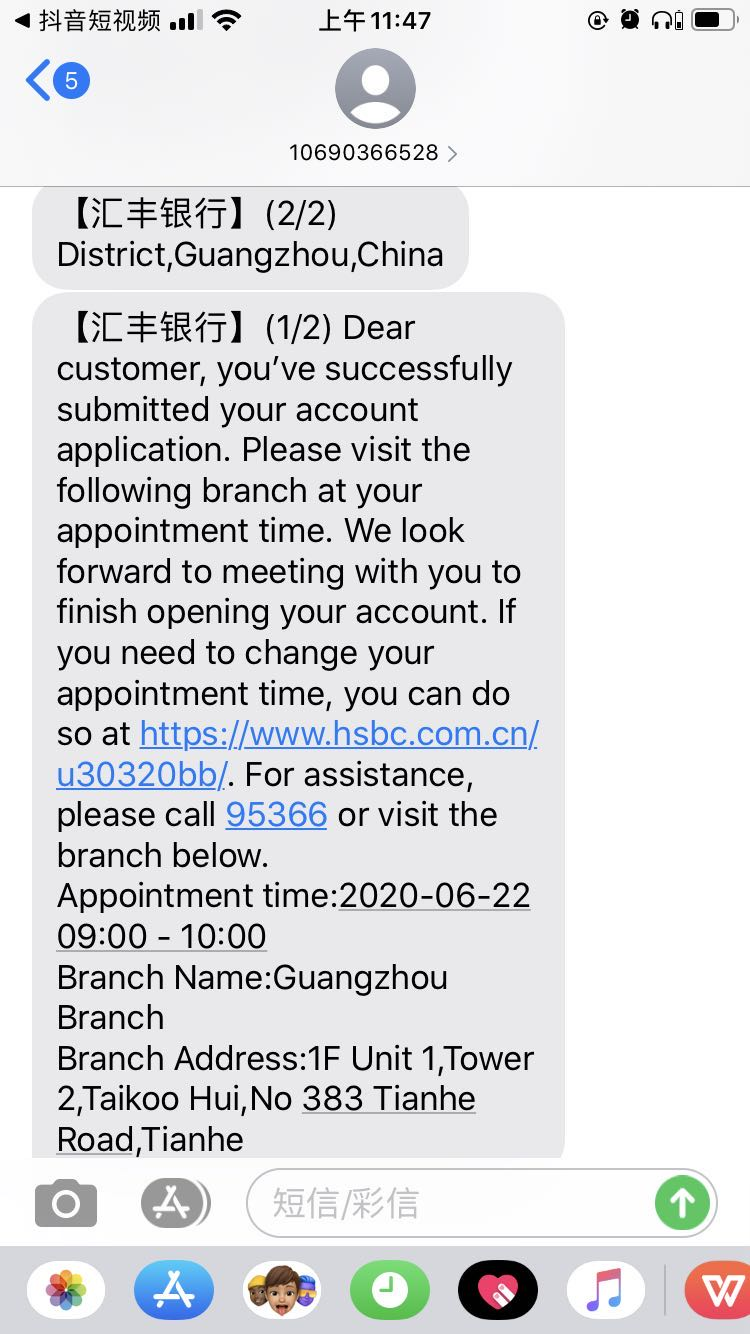 ◀ 抖音短视频
上午11:47
5
10690366528
【汇丰银行】(2/2)
District,Guangzhou,China
【汇丰银行】(1/2) Dear
customer, you’ve successfully
submitted your account
application. Please visit the
following branch at your
appointment time. We look
forward to meeting with you to
finish opening your account. If
you need to change your
appointment time, you can do
so at https://www.hsbc.com.cn/
u30320bb/. For assistance,
please call 95366 or visit the
branch below.
Appointment time:2020-06-22
09:00 - 10:00
Branch Name:Guangzhou
Branch
Branch Address:1F Unit 1,Tower
2,Taikoo Hui,No 383 Tianhe
Road,Tianhe
短信/彩信